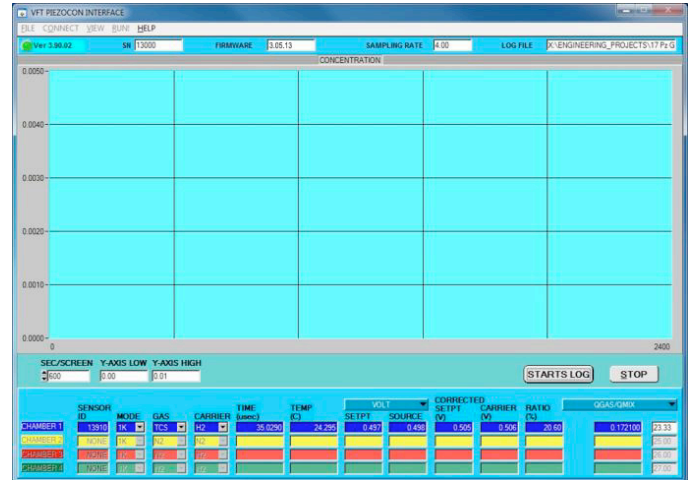 VFT PIEZOCON INTERFACE
FILE CONNECT VIEW RUN! HELP
Ver 3.90.02 SN 13000 FIRMWARE 3.05.13 SAMPLING RATE 4.00 LOG FILE X:\ENGINEERING_PROJECTS\17 Pz G
CONCENTRATION
0.0050
0.0040
0.0030
0.0020
0.0010
0.0000
0 2400
SEC/SCREEN Y-AXIS LOW Y-AXIS HIGH
600 0.00 0.01 STARTS LOG STOP
SENSOR ID MODE GAS CARRIER TIME (usec) TEMP (C) VOLT SETPT SOURCE CORRECTED SETPT (V) CARRIER (V) RATIO (%) QGAS/QMIX
CHAMBER 1 13910 1K TCS H2 35.0290 24.295 0.497 0.498 0.505 0.506 20.60 0.172100 23.33
CHAMBER 2 NONE 1K N2 N2 25.00
CHAMBER 3 NONE 1K N2 26.00
CHAMBER 4 NONE 27.00